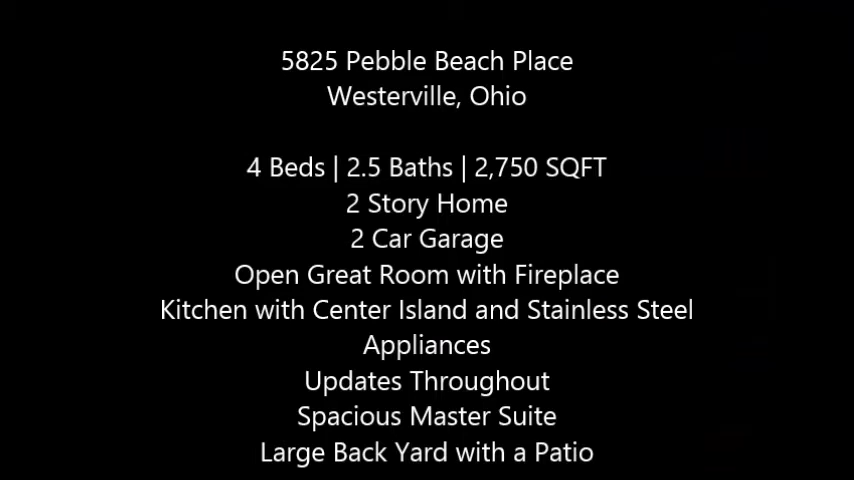 5825 Pebble Beach Place
Westerville, Ohio
4 Beds | 2.5 Baths | 2,750 SQFT
2 Story Home
2 Car Garage
Open Great Room with Fireplace
Kitchen with Center Island and Stainless Steel
Appliances
Updates Throughout
Spacious Master Suite
Large Back Yard with a Patio